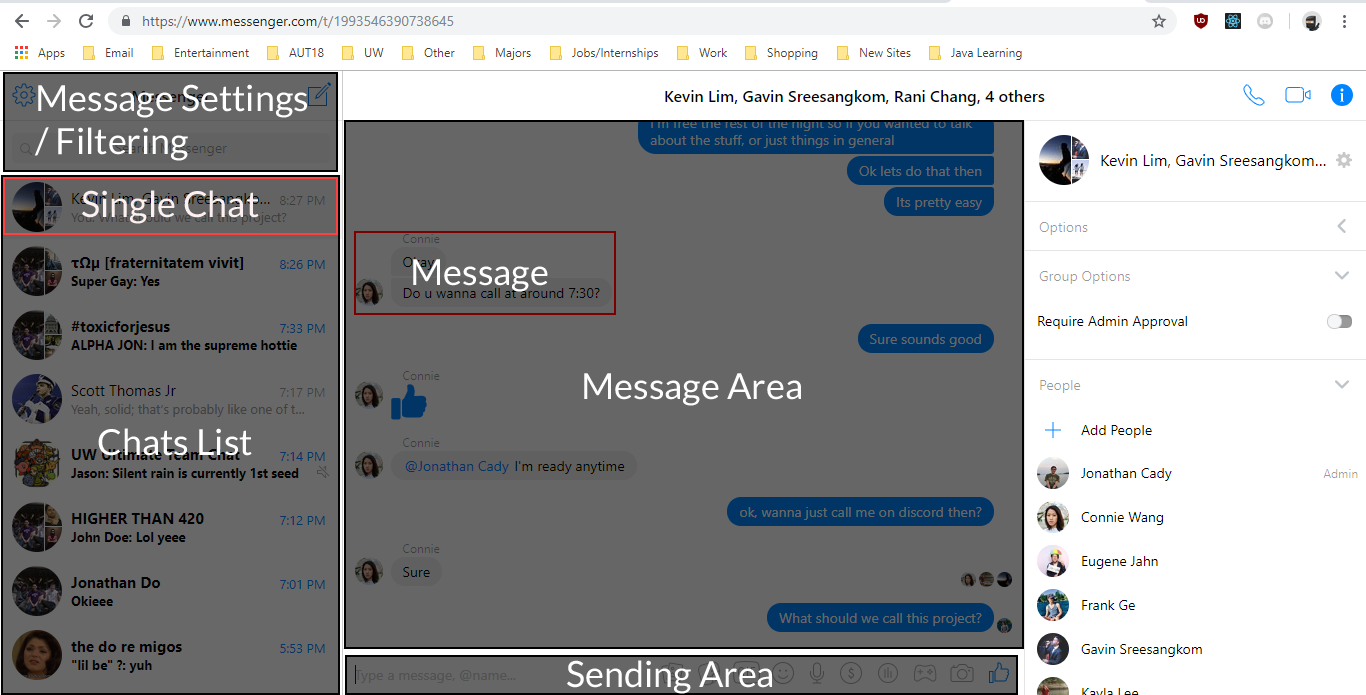 https://www.messenger.com/t/1993546390738645
Apps Email Entertainment AUT18 UW Other Majors Jobs/Internships Work Shopping New Sites Java Learning
Message Settings
/ Filtering
Single Chat
8:27 PM
τΩμ [fraternitatem vivit] 8:26 PM
Super Gay: Yes
#toxicforjesus 7:33 PM
ALPHA JON: I am the supreme hottie
Scott Thomas Jr 7:17 PM
Yeah, solid; that's probably like one of t...
Chats List
UW Ultimate Team Chat 7:14 PM
Jason: Silent rain is currently 1st seed
HIGHER THAN 420 7:12 PM
John Doe: Lol yeee
Jonathan Do 7:01 PM
Okieee
the do re migos 5:53 PM
"lil be" ?: yuh
Kevin Lim, Gavin Sreesangkom, Rani Chang, 4 others
I'm free the rest of the night so if you wanted to talk
about the stuff, or just things in general
Ok lets do that then
Its pretty easy
Connie
Okay
Message
Do u wanna call at around 7:30?
Sure sounds good
Connie
Message Area
Connie
@Jonathan Cady I'm ready anytime
ok, wanna just call me on discord then?
Connie
Sure
What should we call this project?
Type a message, @name...
Sending Area
Kevin Lim, Gavin Sreesangkom...
Options
Group Options
Require Admin Approval
People
Add People
Jonathan Cady Admin
Connie Wang
Eugene Jahn
Frank Ge
Gavin Sreesangkom
Kayla Lee